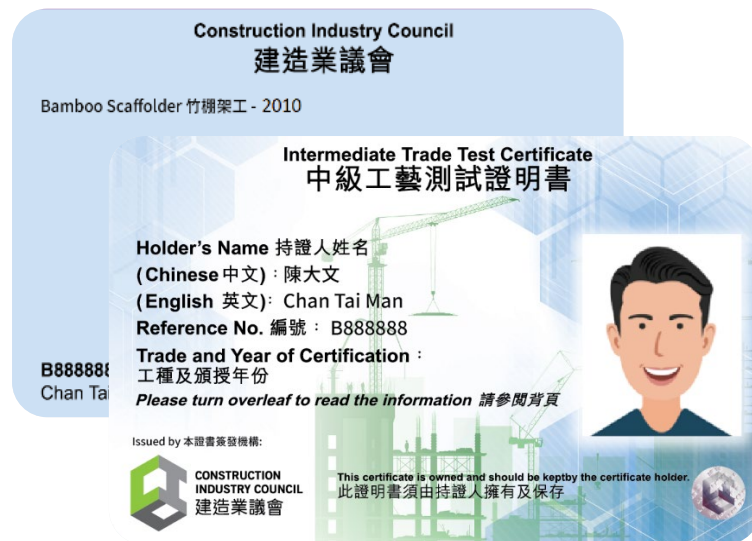 Construction Industry Council
建造業議會
Bamboo Scaffolder 竹棚架工 - 2010
B888888
Chan Tai
Intermediate Trade Test Certificate
中級工藝測試證明書
Holder's Name 持證人姓名
(Chinese 中文)：陳大文
(English 英文)： Chan Tai Man
Reference No. 編號： B888888
Trade and Year of Certification：
工種及頒授年份
Please turn overleaf to read the information 請參閱背頁
Issued by 本證書簽發機構:
CONSTRUCTION
INDUSTRY COUNCIL
建造業議會
This certificate is owned and should be keptby the certificate holder.
此證明書須由持證人擁有及保存